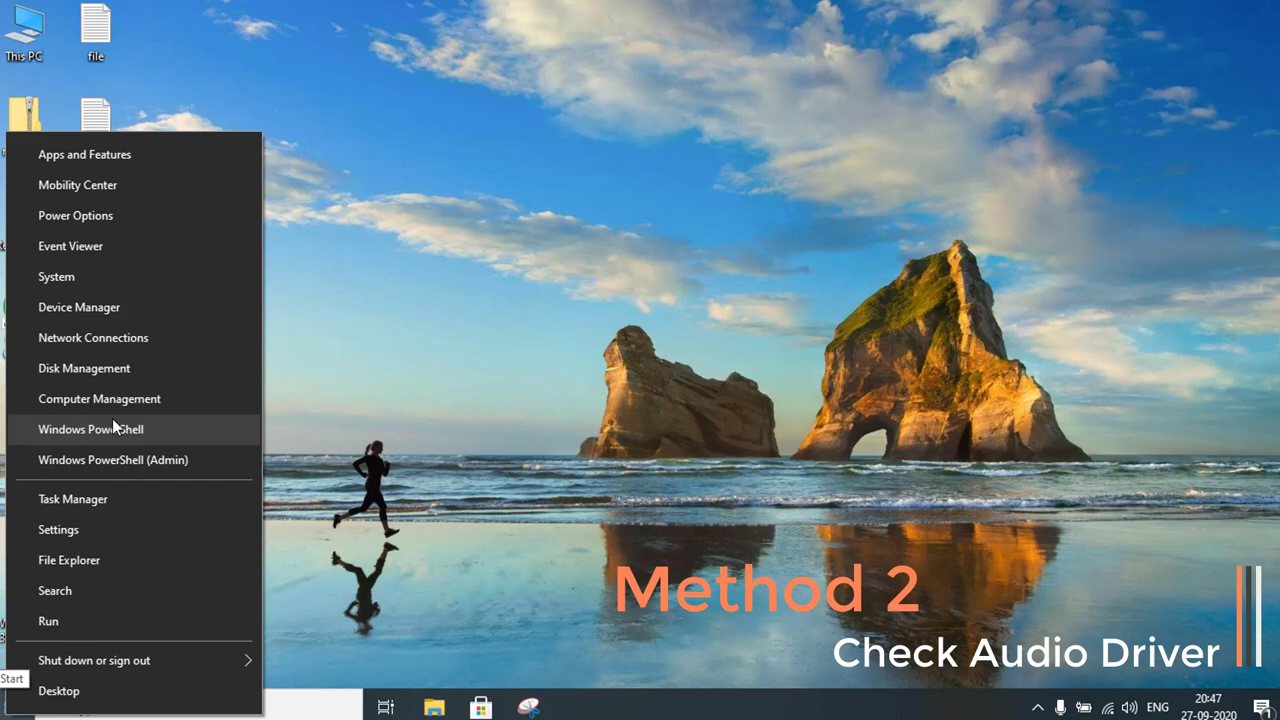 This PC
file
Apps and Features
Mobility Center
Power Options
Event Viewer
System
Device Manager
Network Connections
Disk Management
Computer Management
Windows PowerShell
Windows PowerShell (Admin)
Task Manager
Settings
File Explorer
Search
Run
Shut down or sign out
Desktop
Start
Method 2
Check Audio Driver
ENG
20:47
27-09-2020